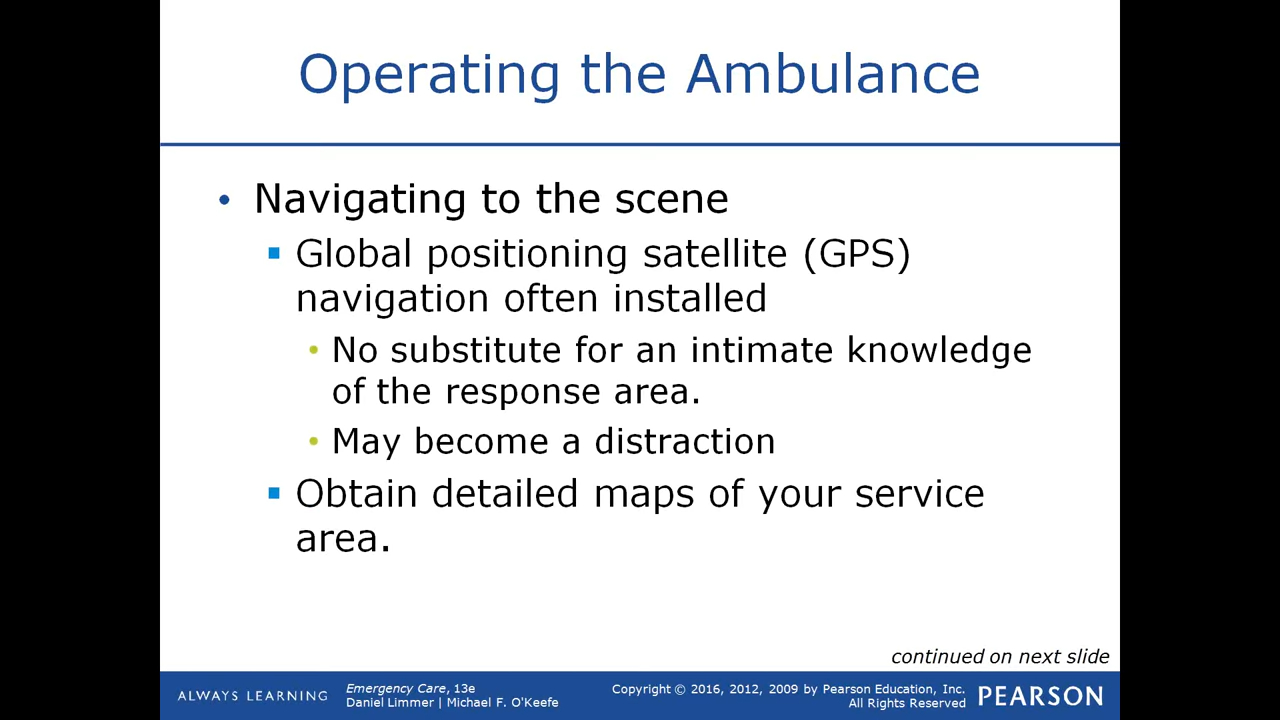 Operating the Ambulance
• Navigating to the scene
▪ Global positioning satellite (GPS)
navigation often installed
• No substitute for an intimate knowledge
of the response area.
• May become a distraction
▪ Obtain detailed maps of your service
area.
continued on next slide
ALWAYS LEARNING
Emergency Care, 13e
Daniel Limmer | Michael F. O'Keefe
Copyright © 2016, 2012, 2009 by Pearson Education, Inc.
All Rights Reserved
PEARSON